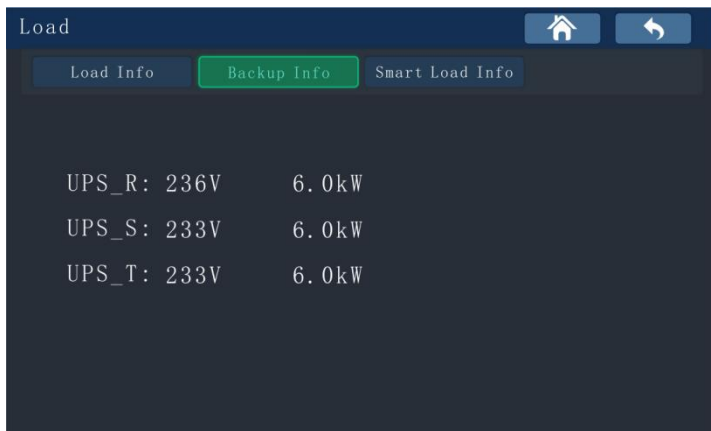 Load
Load Info Backup Info Smart Load Info
UPS_R: 236V 6.0kW
UPS_S: 233V 6.0kW
UPS_T: 233V 6.0kW